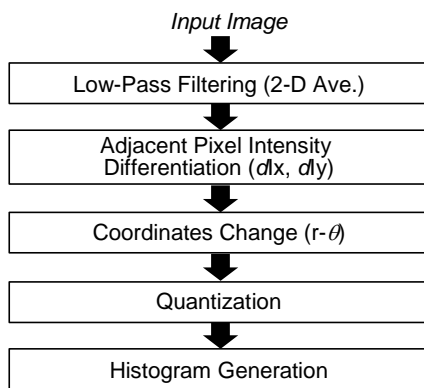 Input Image
Low-Pass Filtering (2-D Ave.)
Adjacent Pixel Intensity
Differentiation (dIx, dIy)
Coordinates Change (r-θ)
Quantization
Histogram Generation